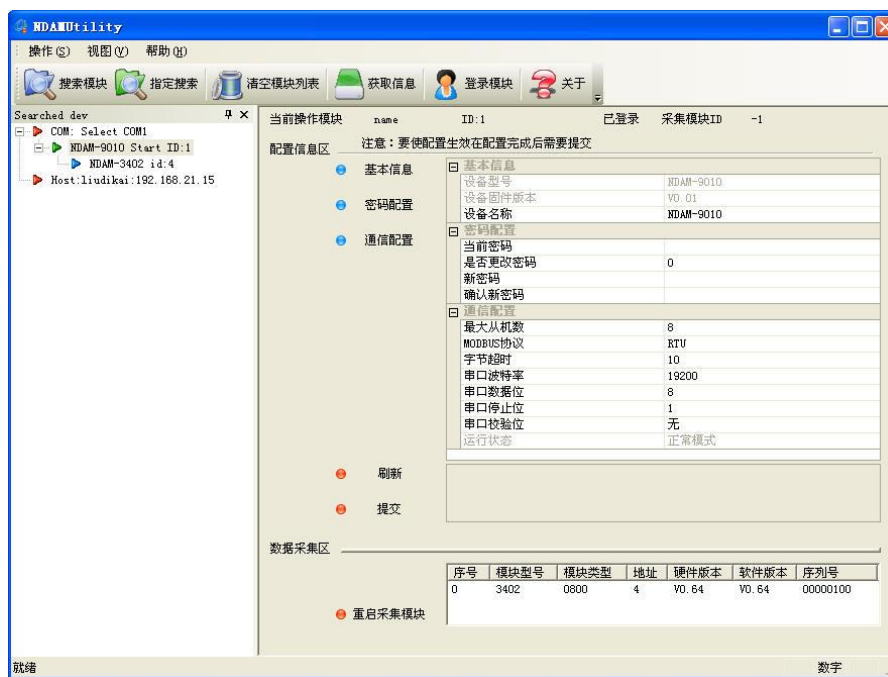 NDAMUtility
操作(S) 视图(V) 帮助(H)
搜索模块 指定搜索 清空模块列表 获取信息 登录模块 关于
Searched dev
COM: Select COM1
NDAM-9010 Start ID:1
NDAM-3402 id:4
Host:liudikai:192.168.21.15
当前操作模块 name ID:1 已登录 采集模块ID -1
配置信息区 注意：要使配置生效在配置完成后需要提交
基本信息
密码配置
通信配置
基本信息
设备型号 NDAM-9010
设备固件版本 V0.01
设备名称 NDAM-9010
密码配置
当前密码
是否更改密码 0
新密码
确认新密码
通信配置
最大从机数 8
MODBUS协议 RTU
字节超时 10
串口波特率 19200
串口数据位 8
串口停止位 1
串口校验位 无
运行状态 正常模式
刷新
提交
数据采集区
序号 模块型号 模块类型 地址 硬件版本 软件版本 序列号
0 3402 0800 4 V0.64 V0.64 00000100
重启采集模块
就绪 数字